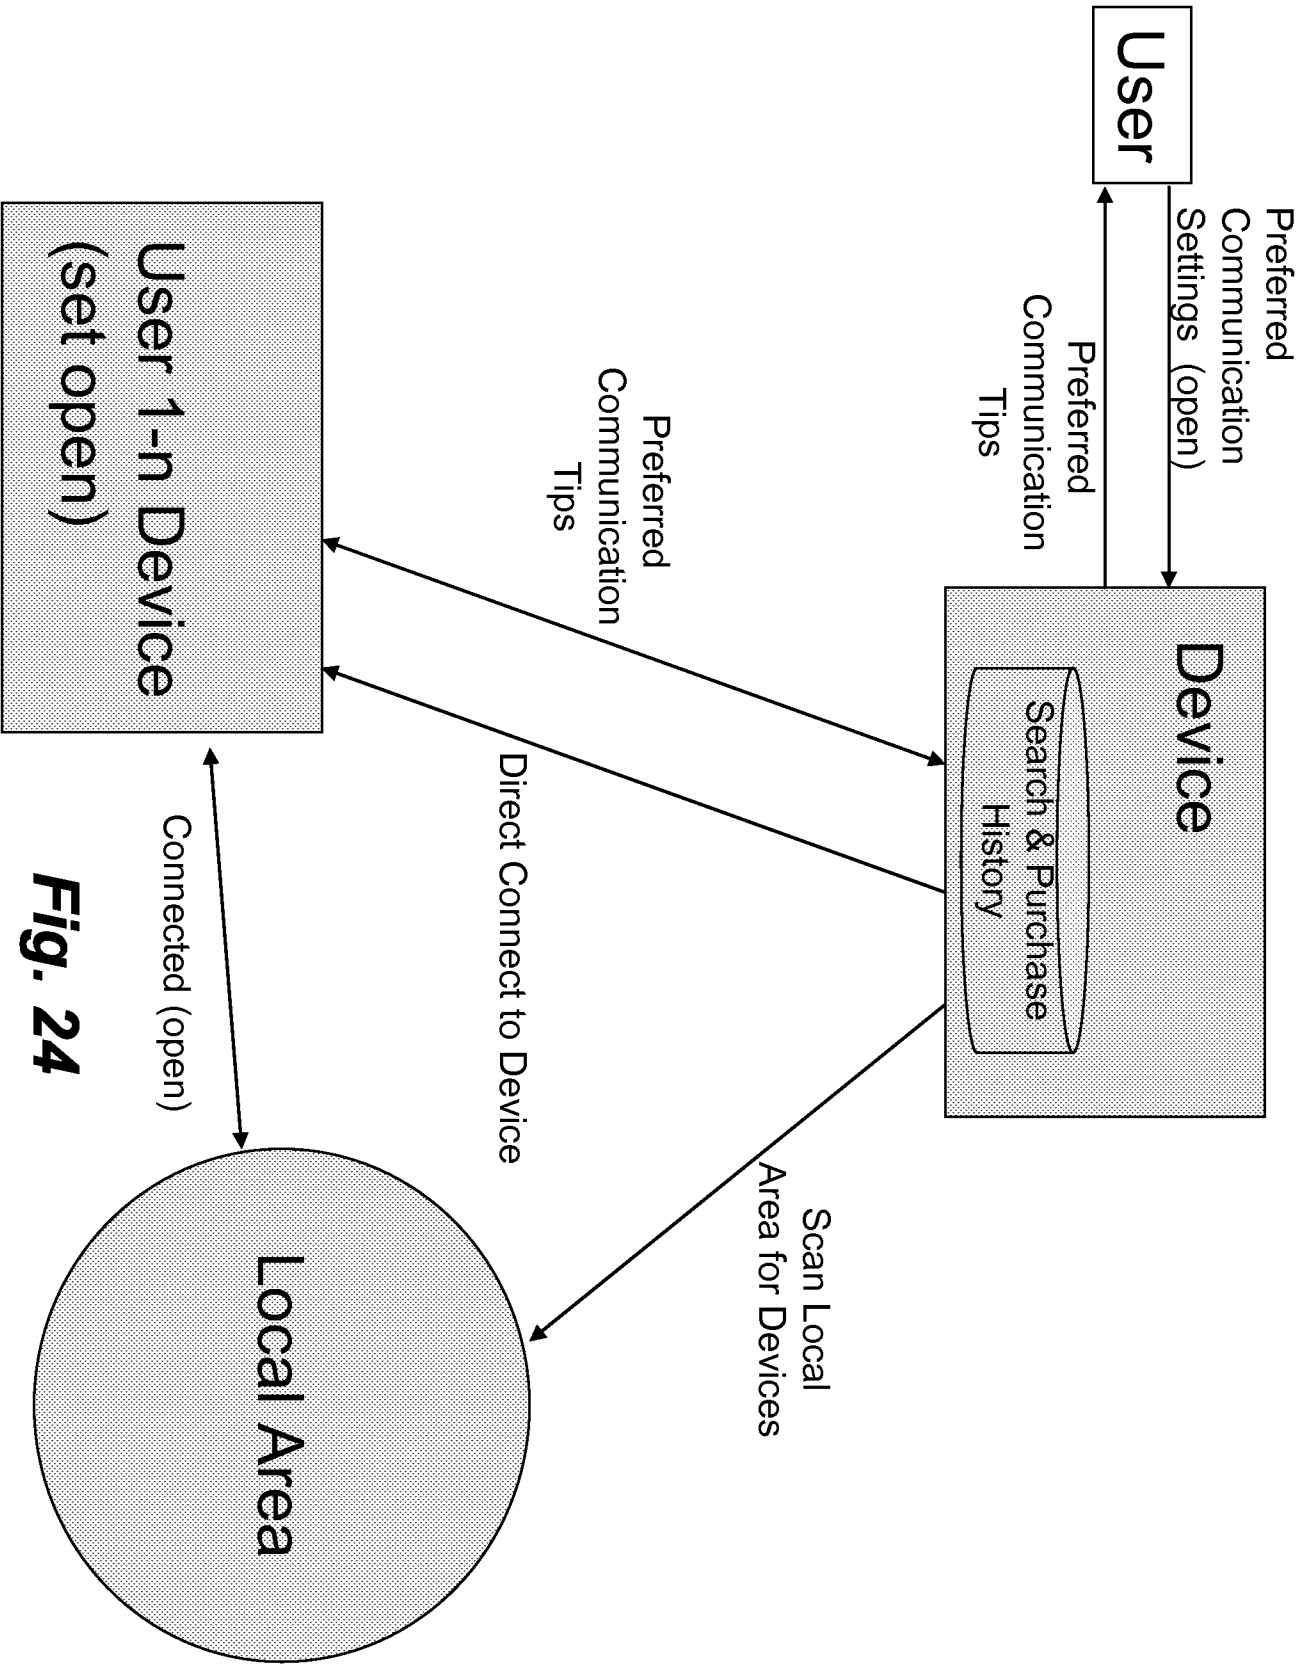 User
Preferred
Communication
Settings (open)
Preferred
Communication
Tips
Device
Search & Purchase
History
Preferred
Communication
Tips
Direct Connect to Device
Scan Local
Area for Devices
User 1-n Device
(set open)
Connected (open)
Local Area
Fig. 24